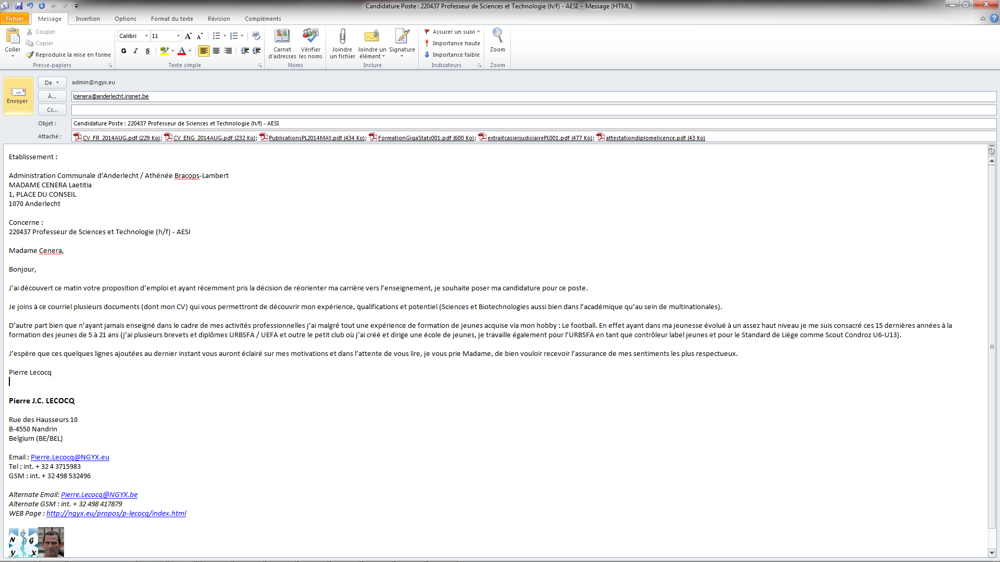 Candidature Poste : 220437 Professeur de Sciences et Technologie (h/f) - AESI - Message (HTML)
Fichier Message Insertion Options Format du texte Révision Compléments
Coller
Couper
Copier
Reproduire la mise en forme
Presse-papiers
Calibri 11
G I S
Texte simple
Carnet d'adresses
Vérifier les noms
Noms
Joindre un fichier
Joindre un élément
Signature
Inclure
Assurer un suivi
Importance haute
Importance faible
Indicateurs
Zoom
Zoom
Envoyer
De admin@ngyx.eu
À... lcenera@anderlecht.irisnet.be
Cc...
Objet : Candidature Poste : 220437 Professeur de Sciences et Technologie (h/f) - AESI
Attaché : CV_FR_2014AUG.pdf (229 Ko); CV_ENG_2014AUG.pdf (232 Ko); PublicationsPL2014MAY.pdf (434 Ko); FormationGigaStats001.pdf (600 Ko); extraitcasierjudiciairePL001.pdf (477 Ko); attestationdiplomelicence.pdf (43 Ko)
Etablissement :
Administration Communale d'Anderlecht / Athénée Bracops-Lambert
MADAME CENERA Laetitia
1, PLACE DU CONSEIL
1070 Anderlecht
Concerne :
220437 Professeur de Sciences et Technologie (h/f) - AESI
Madame Cenera,
Bonjour,
J’ai découvert ce matin votre proposition d’emploi et ayant récemment pris la décision de réorienter ma carrière vers l’enseignement, je souhaite poser ma candidature pour ce poste.
Je joins à ce courriel plusieurs documents (dont mon CV) qui vous permettront de découvrir mon expérience, qualifications et potentiel (Sciences et Biotechnologies aussi bien dans l’académique qu’au sein de multinationales).
D’autre part bien que n’ayant jamais enseigné dans le cadre de mes activités professionnelles j’ai malgré tout une expérience de formation de jeunes acquise via mon hobby : Le football. En effet ayant dans ma jeunesse évolué à un assez haut niveau je me suis consacré ces 15 dernières années à la
formation des jeunes de 5 à 21 ans (j’ai plusieurs brevets et diplômes URBSFA / UEFA et outre le petit club où j’ai créé et dirige une école de jeunes, je travaille également pour l’URBSFA en tant que contrôleur label jeunes et pour le Standard de Liège comme Scout Condroz U6-U13).
J’espère que ces quelques lignes ajoutées au dernier instant vous auront éclairé sur mes motivations et dans l’attente de vous lire, je vous prie Madame, de bien vouloir recevoir l’assurance de mes sentiments les plus respectueux.
Pierre Lecocq
Pierre J.C. LECOCQ
Rue des Hausseurs 10
B-4550 Nandrin
Belgium (BE/BEL)
Email : Pierre.Lecocq@NGYX.eu
Tel : int. + 32 4 3715983
GSM : int. + 32 498 532496
Alternate Email: Pierre.Lecocq@NGYX.be
Alternate GSM : int. + 32 498 417879
WEB Page : http://ngyx.eu/propos/p-lecocq/index.html
N G
Y X